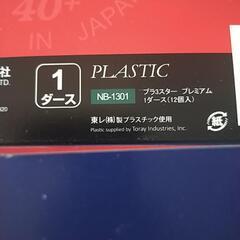 40+
IN JAPAN
社
TD.
1
ダース
PLASTIC
NB-1301
プラ3スター プレミアム
1ダース(12個入)
東レ(株)製プラスチック使用
Plastic supplied by Toray Industries, Inc.
紙